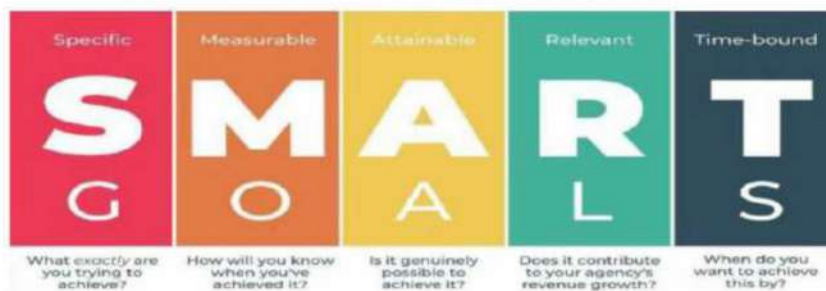 Specific Measurable Attainable Relevant Time-bound
S M A R T
G O A L S
What exactly are you trying to achieve?
How will you know when you've achieved it?
Is it genuinely possible to achieve it?
Does it contribute to your agency's revenue growth?
When do you want to achieve this by?